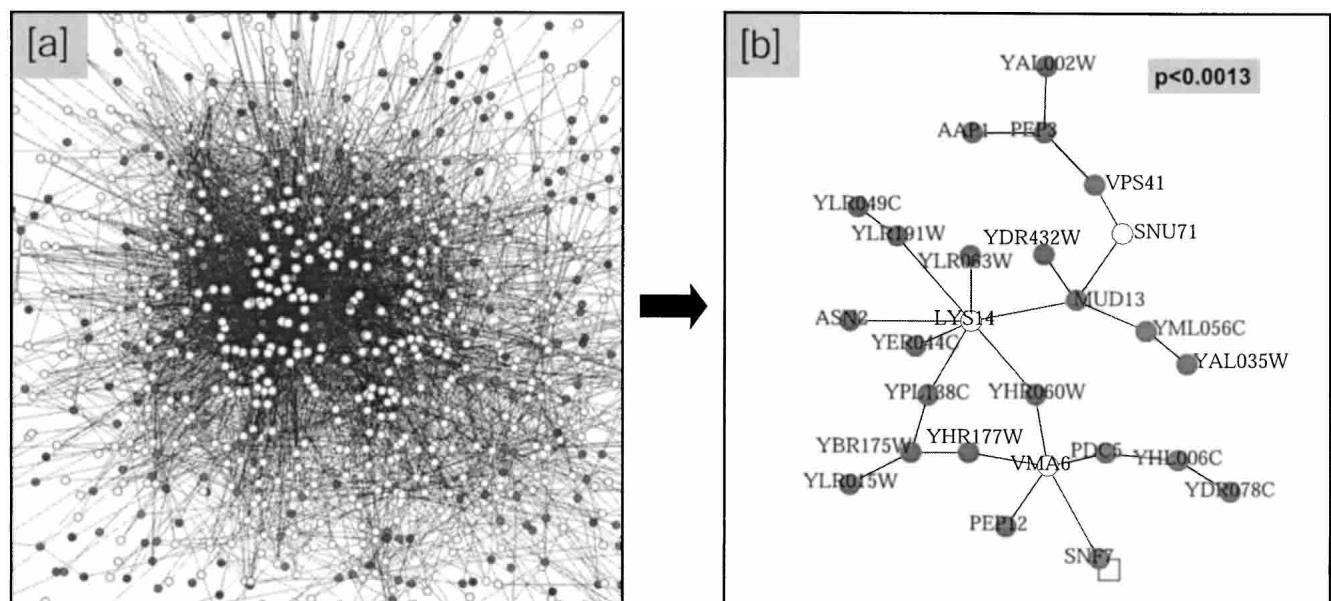 [a]
[b]
YAL002W
p<0.0013
AAP1
PEP3
VPS41
YLR049C
YLR191W
SNU71
YDR432W
YLR063W
MUD13
ASN2
LYS14
YER044C
YML056C
YAL035W
YPL138C
YHR060W
YBR175W
YHR177W
PDC5
VMA6
YHL006C
YLR015W
YDR078C
PEP12
SNF7